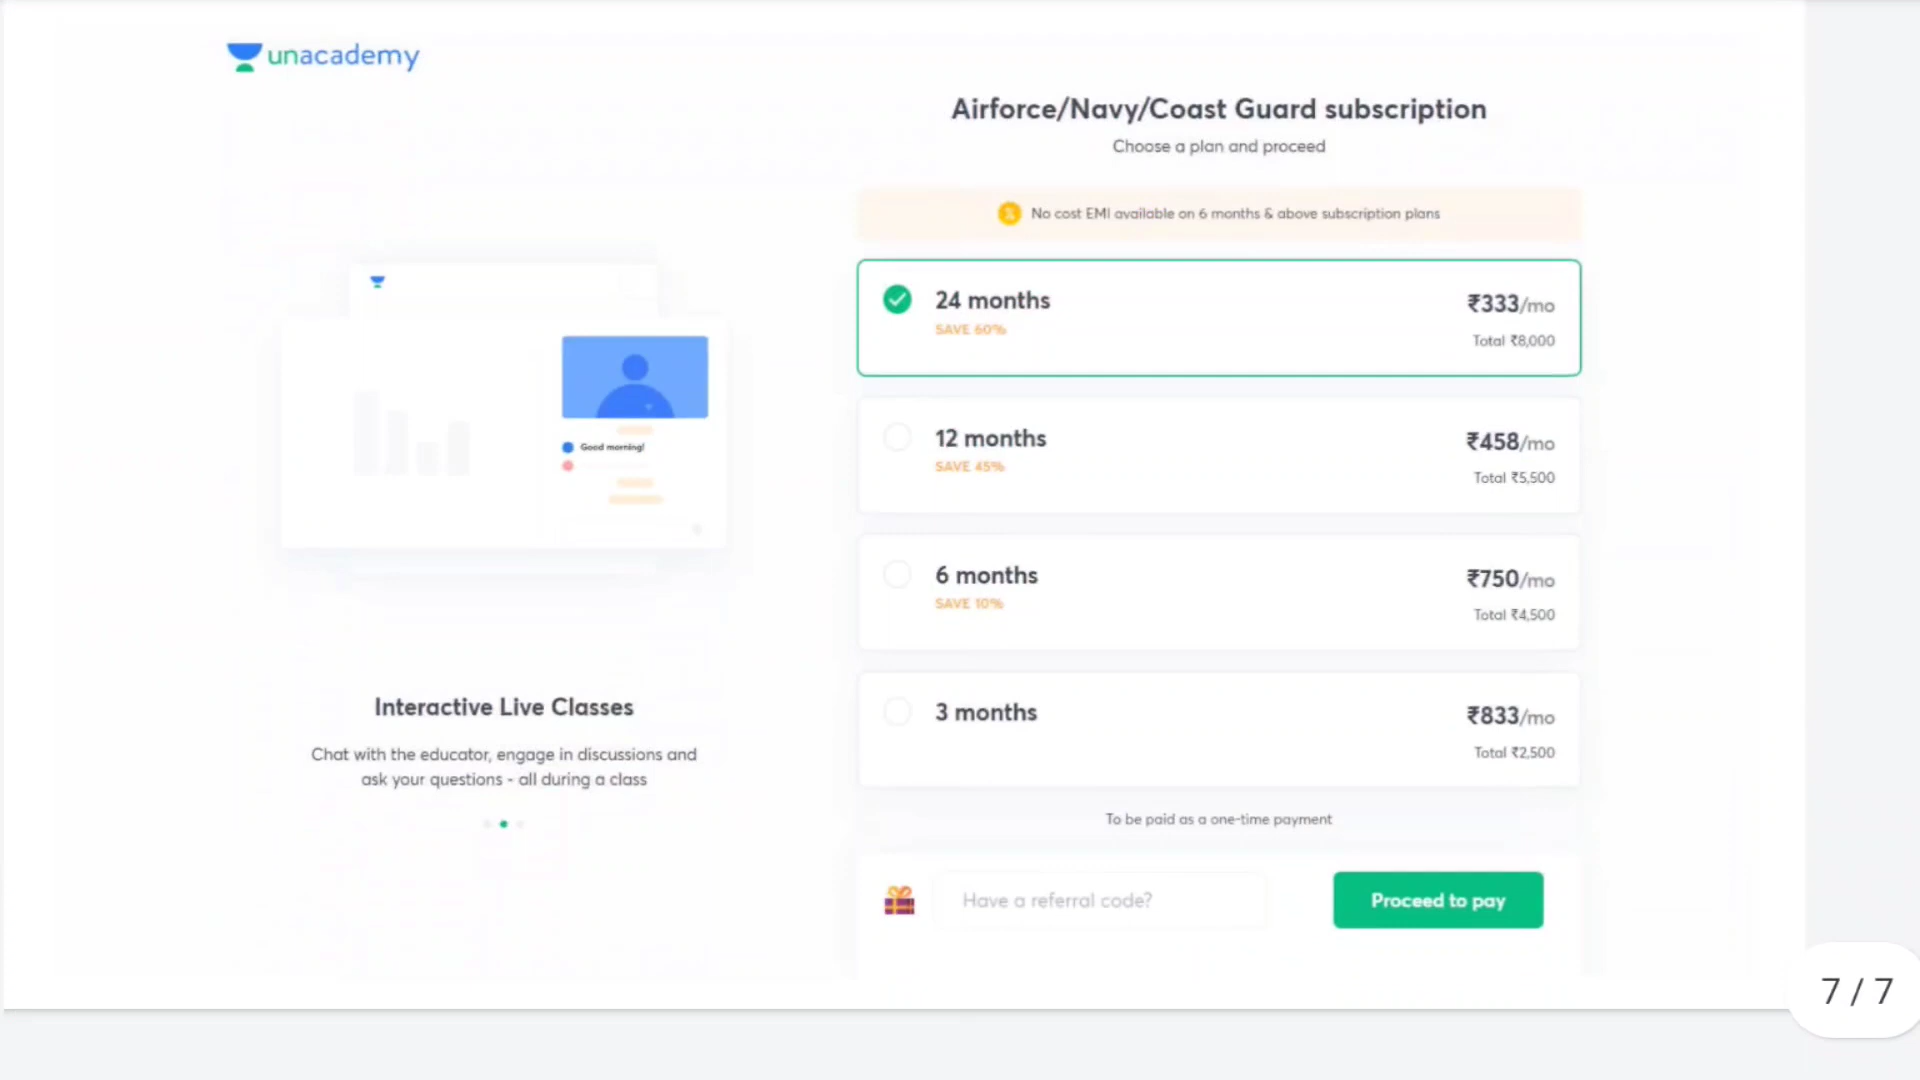 unacademy
Airforce/Navy/Coast Guard subscription
Choose a plan and proceed
No cost EMI available on 6 months & above subscription plans
24 months
₹333/mo
SAVE 60%
Total ₹8,000
12 months
₹458/mo
SAVE 45%
Total ₹5,500
6 months
₹750/mo
SAVE 10%
Total ₹4,500
3 months
₹833/mo
Total ₹2,500
To be paid as a one-time payment
Have a referral code?
Proceed to pay
Good morning!
Interactive Live Classes
Chat with the educator, engage in discussions and
ask your questions - all during a class
7 / 7